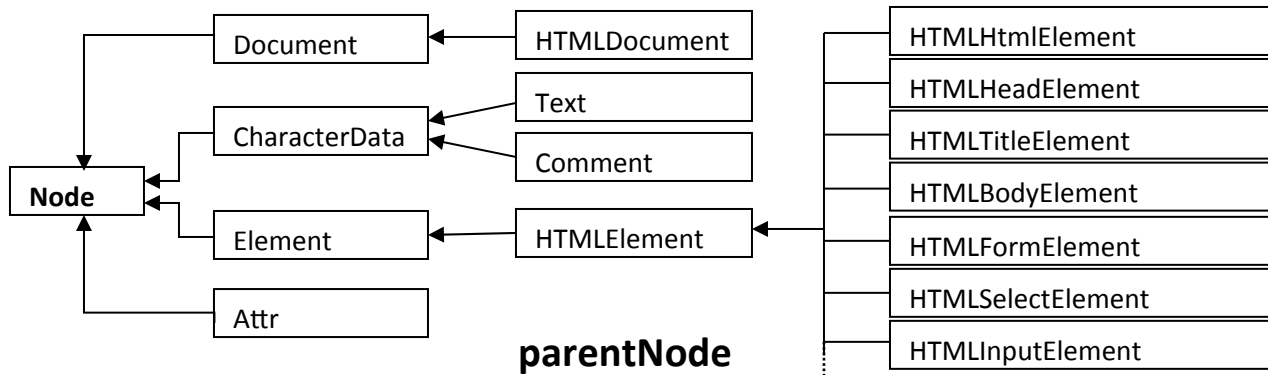 Document
HTMLDocument
HTMLHtmlElement
HTMLHeadElement
Text
CharacterData
HTMLTitleElement
Comment
Node
HTMLBodyElement
Element
HTMLElement
HTMLFormElement
HTMLSelectElement
Attr
parentNode
HTMLInputElement